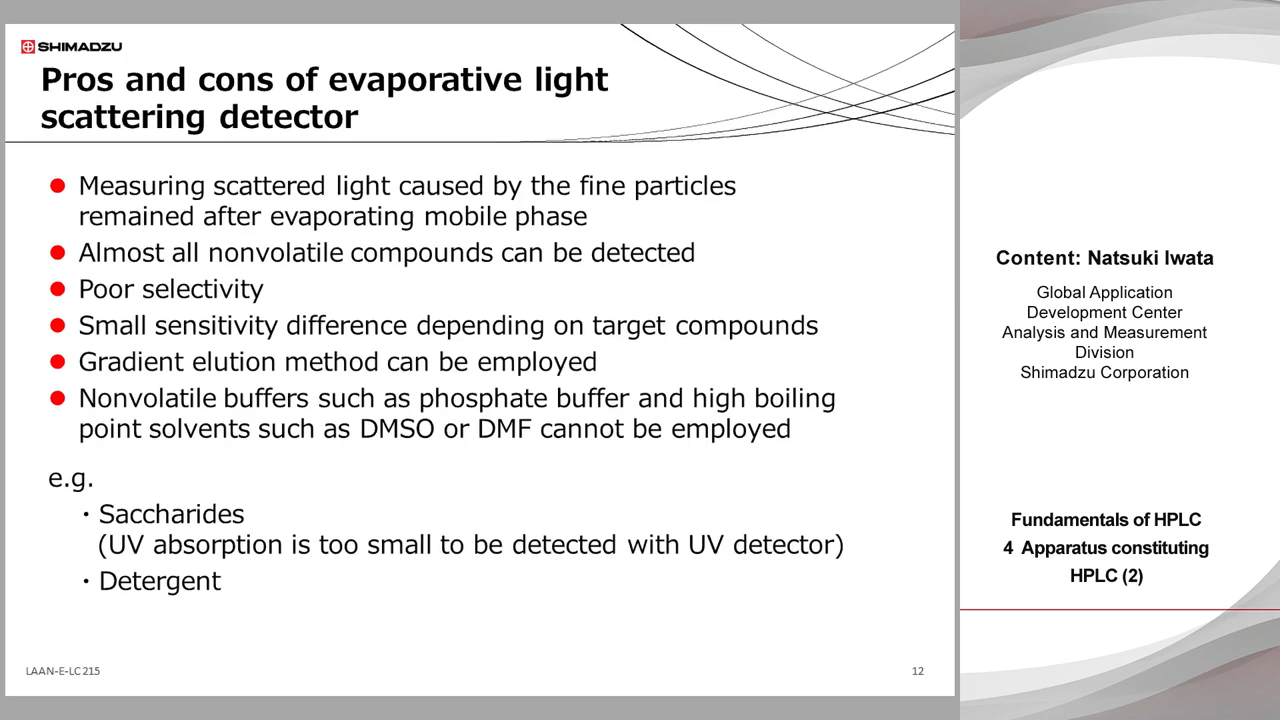 SHIMADZU
Pros and cons of evaporative light
scattering detector
● Measuring scattered light caused by the fine particles
remained after evaporating mobile phase
● Almost all nonvolatile compounds can be detected
● Poor selectivity
● Small sensitivity difference depending on target compounds
● Gradient elution method can be employed
● Nonvolatile buffers such as phosphate buffer and high boiling
point solvents such as DMSO or DMF cannot be employed
e.g.
・Saccharides
(UV absorption is too small to be detected with UV detector)
・Detergent
LAAN-E-LC 215
12
Content: Natsuki Iwata
Global Application
Development Center
Analysis and Measurement
Division
Shimadzu Corporation
Fundamentals of HPLC
4 Apparatus constituting
HPLC (2)